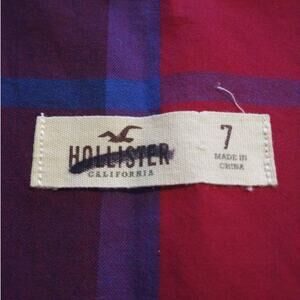 HOLLISTER
CALIFORNIA
7
MADE IN
CHINA